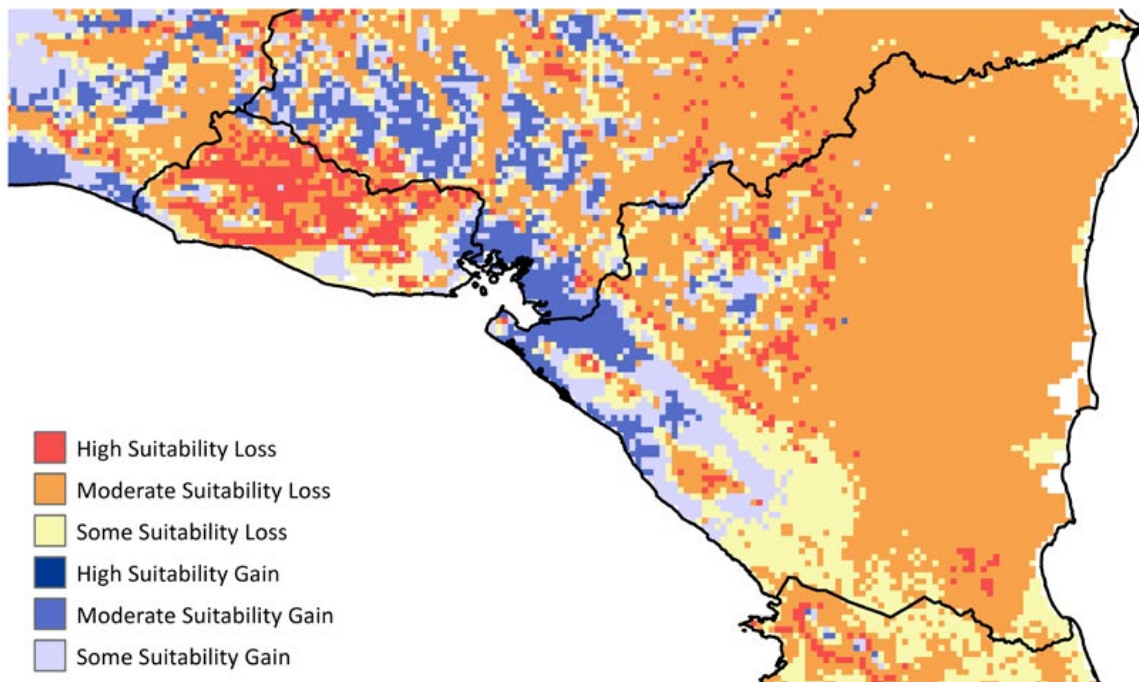 High Suitability Loss
Moderate Suitability Loss
Some Suitability Loss
High Suitability Gain
Moderate Suitability Gain
Some Suitability Gain